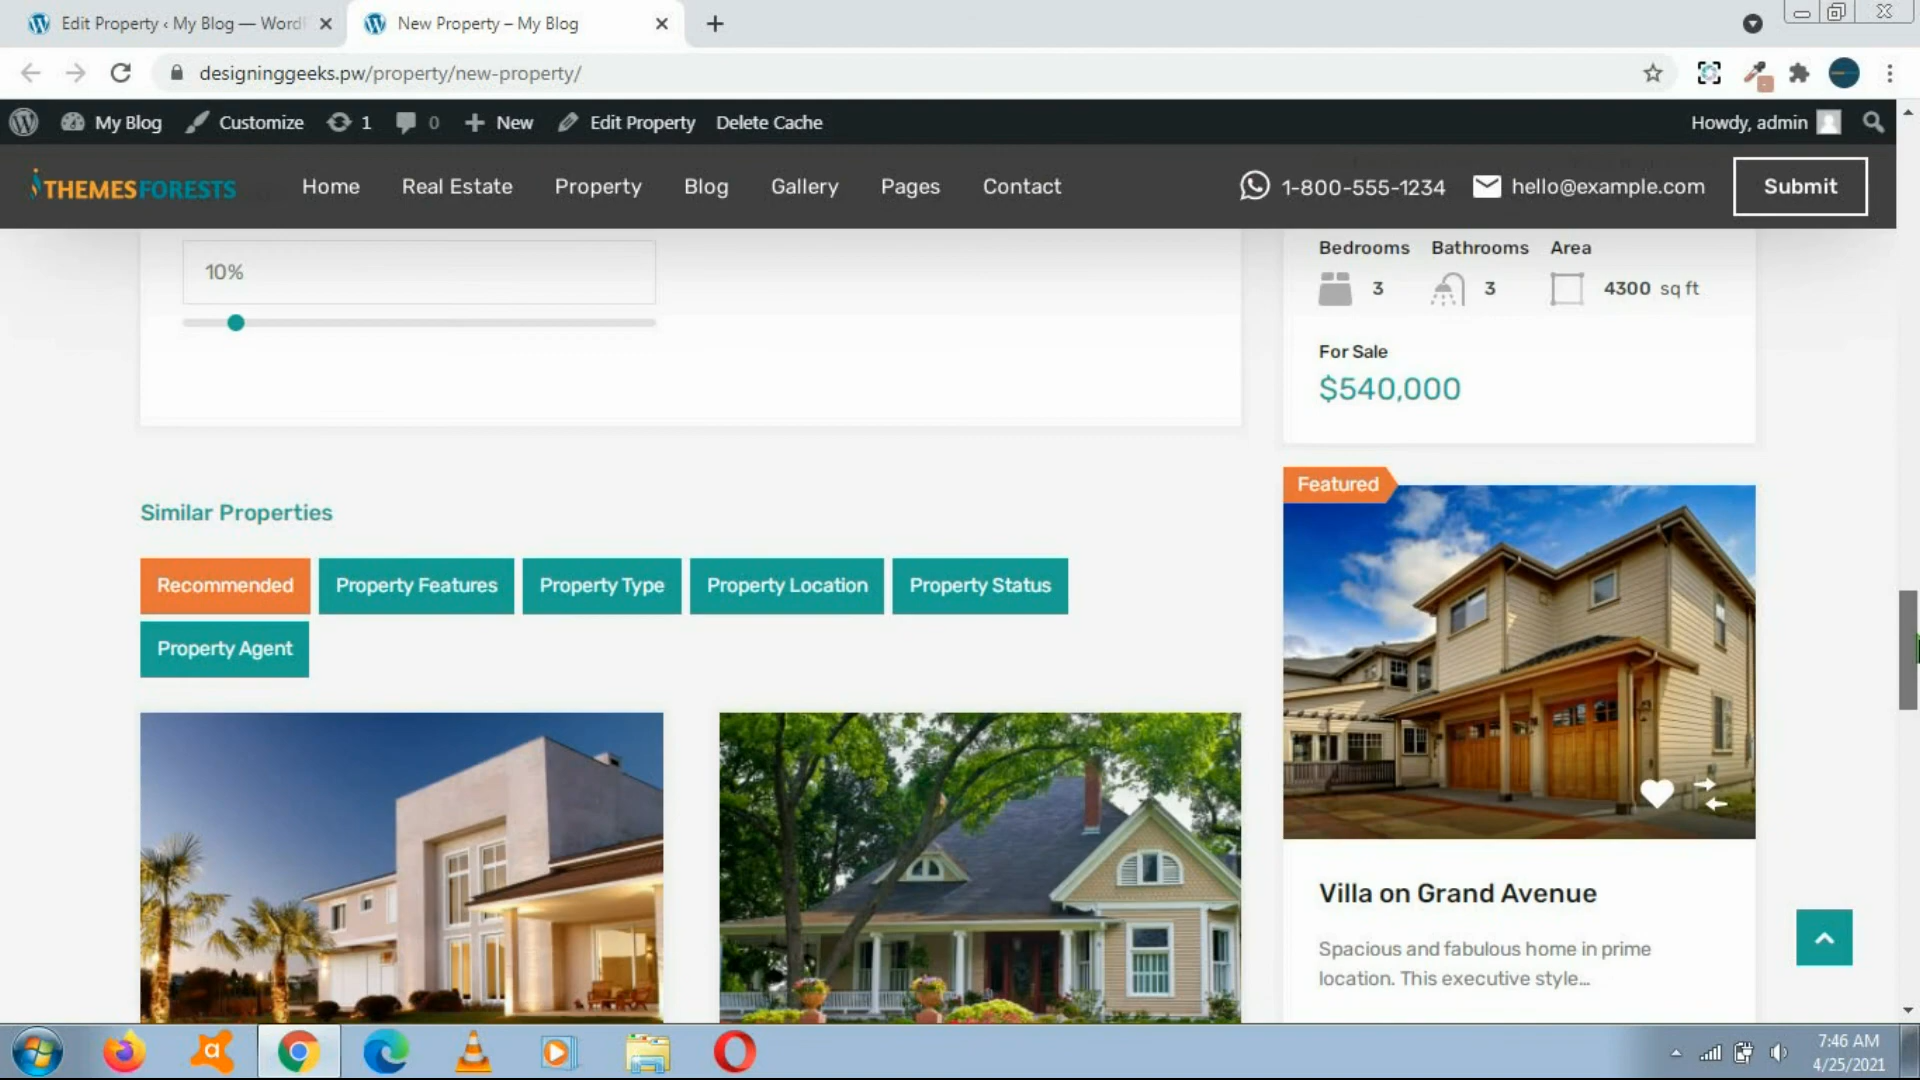 Edit Property ‹ My Blog — Word
New Property – My Blog
designinggeeks.pw/property/new-property/
My Blog Customize 1 0 New Edit Property Delete Cache Howdy, admin
THEMESFORESTS Home Real Estate Property Blog Gallery Pages Contact 1-800-555-1234 hello@example.com Submit
10%
Bedrooms Bathrooms Area
3 3 4300 sq ft
For Sale
$540,000
Similar Properties
Recommended Property Features Property Type Property Location Property Status
Property Agent
Featured
Villa on Grand Avenue
Spacious and fabulous home in prime
location. This executive style...
7:46 AM
4/25/2021